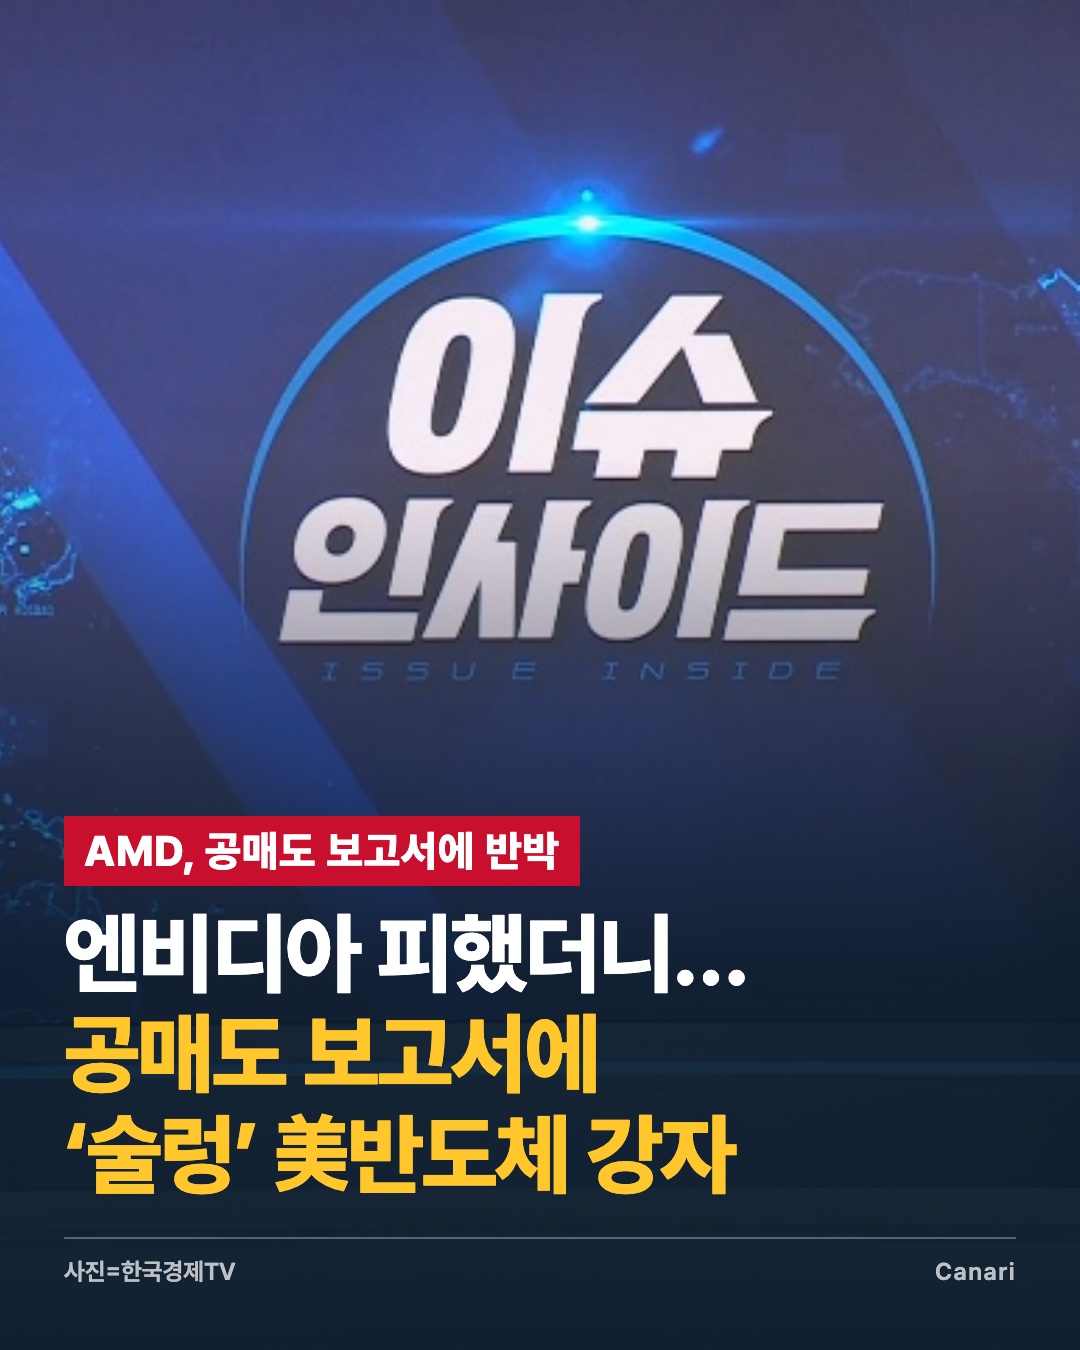 이슈
인사이드
ISSUE INSIDE
AMD, 공매도 보고서에 반박
엔비디아 피했더니...
공매도 보고서에
‘술렁’ 美반도체 강자
사진=한국경제TV
Canari